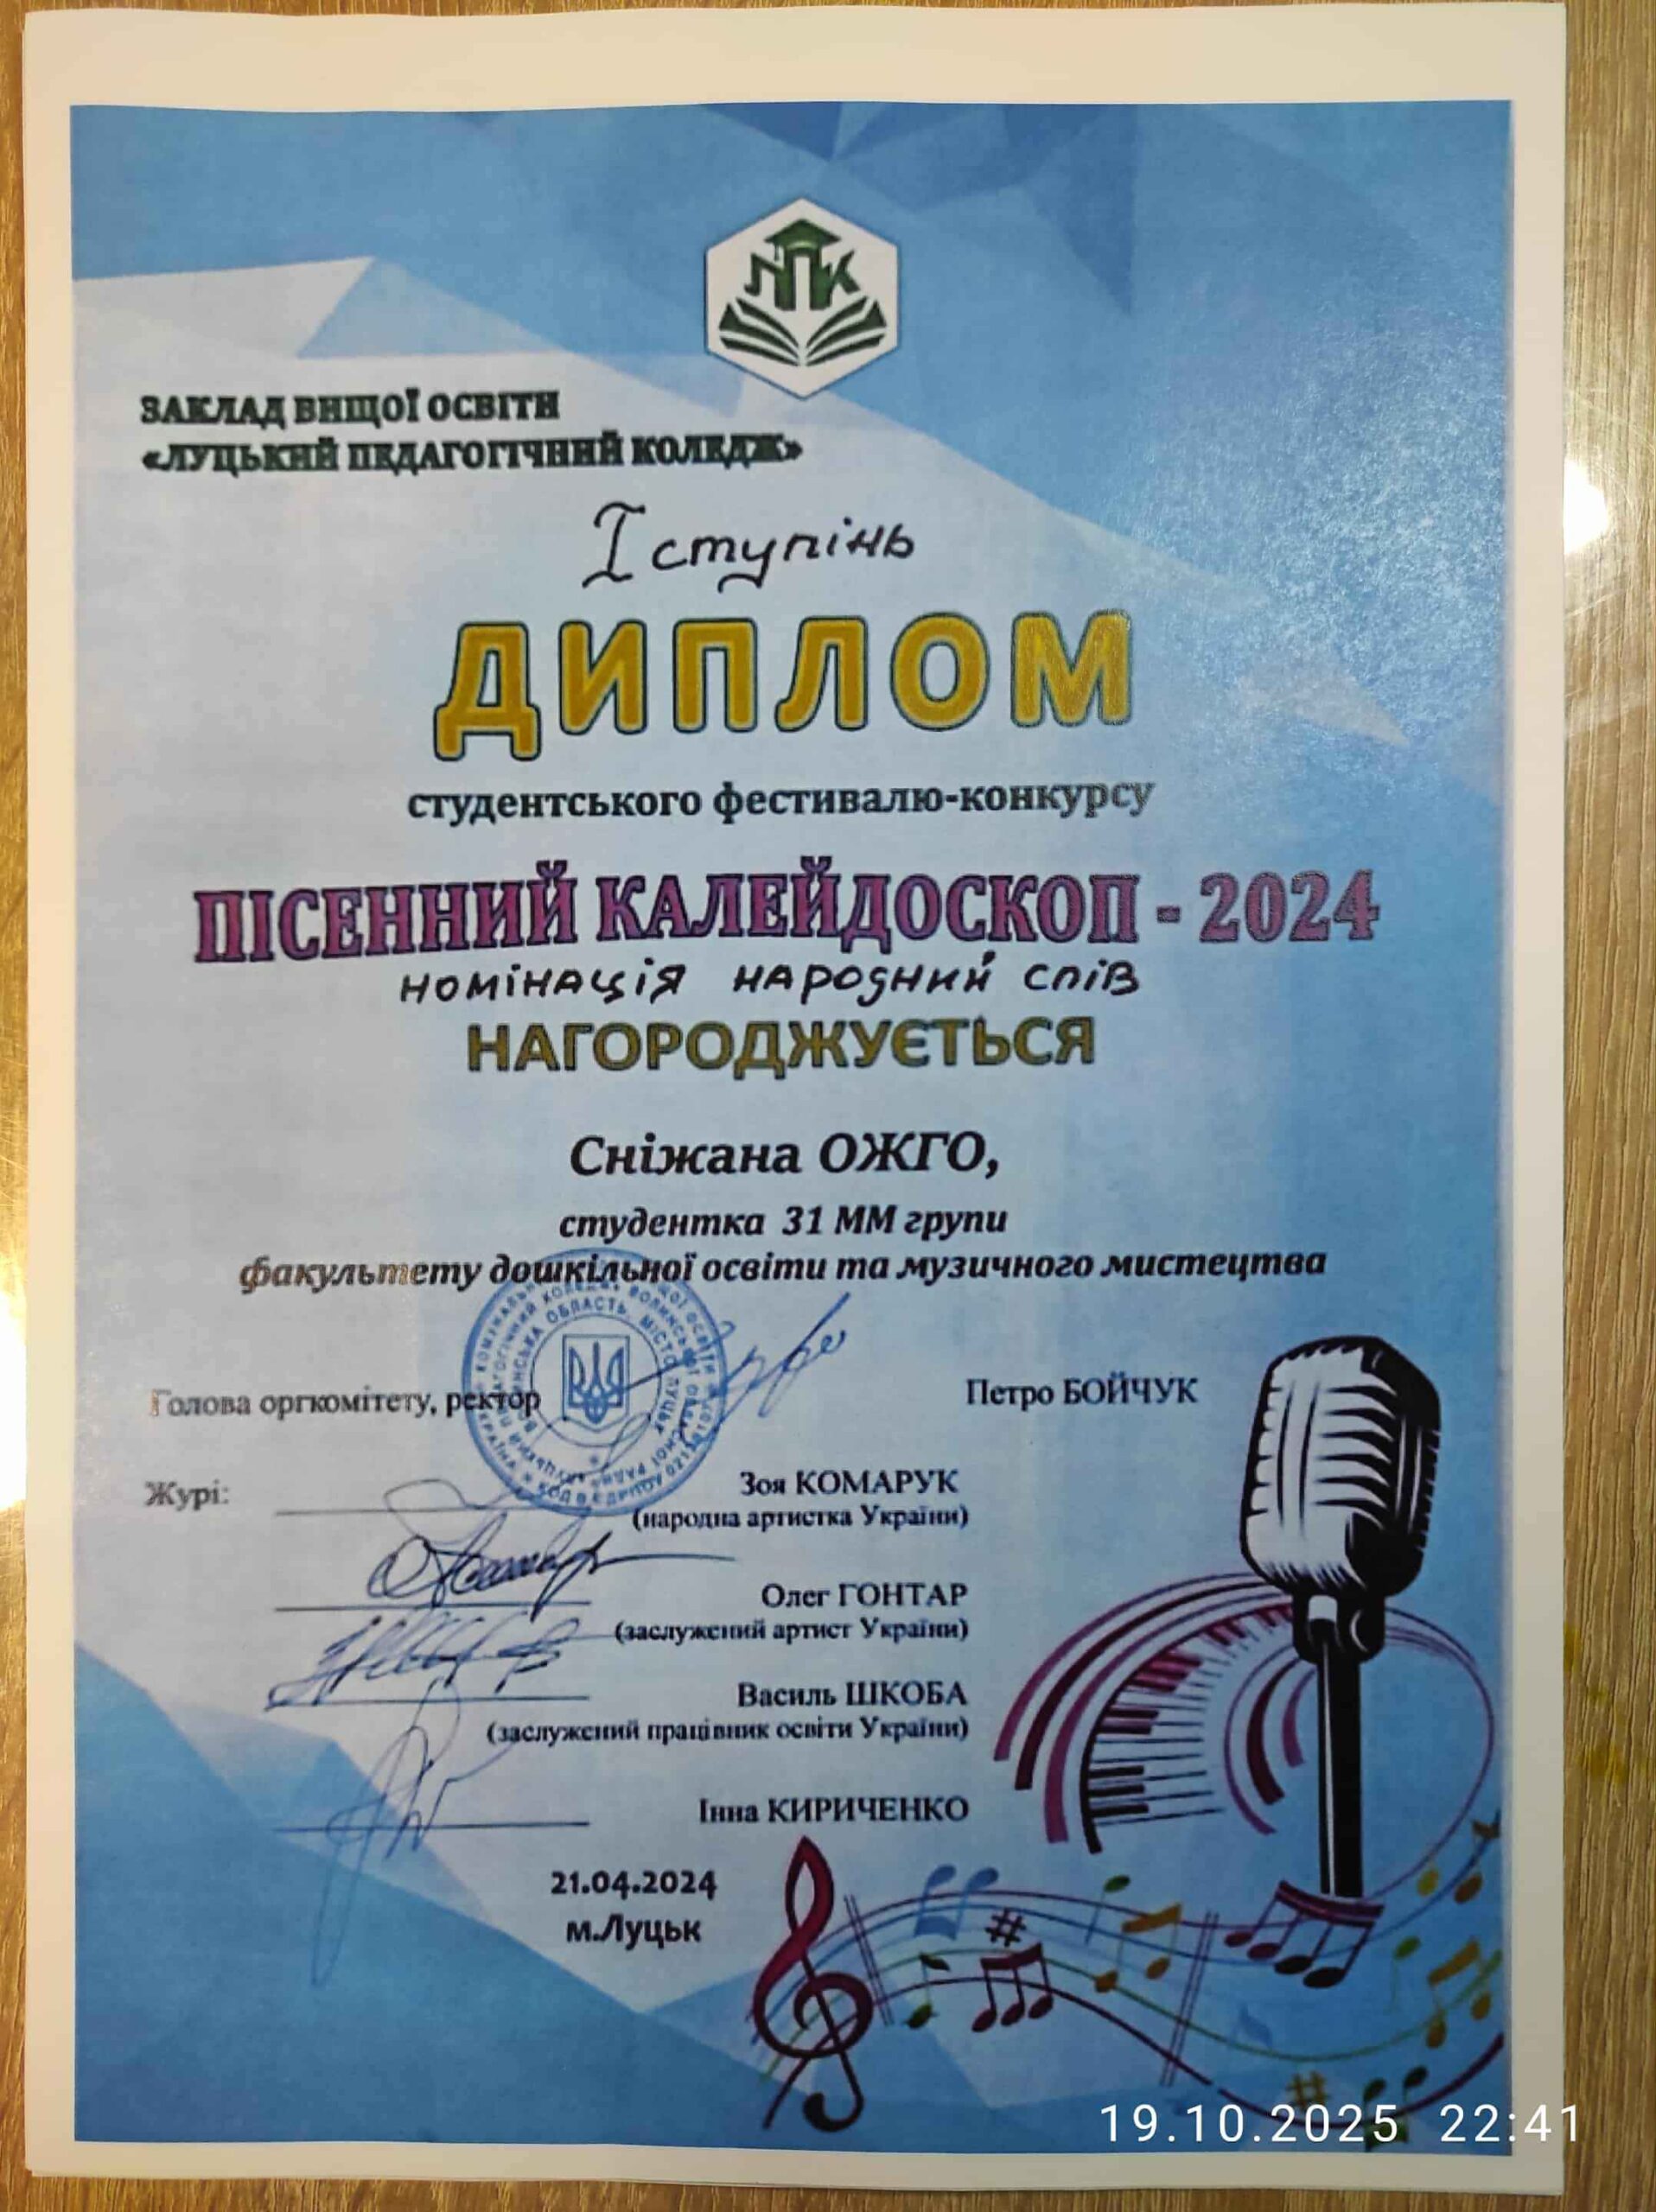 ЛПК
ЗАКЛАД ВИЩОЇ ОСВІТИ
«ЛУЦЬКИЙ ПЕДАГОГІЧНИЙ КОЛЕДЖ»
І ступінь
ДИПЛОМ
студентського фестивалю-конкурсу
ПІСЕННИЙ КАЛЕЙДОСКОП - 2024
номінація народний спів
НАГОРОДЖУЄТЬСЯ
Сніжана ОЖГО,
студентка 31 ММ групи
факультету дошкільної освіти та музичного мистецтва
Голова оргкомітету, ректор
Петро БОЙЧУК
Журі:
Зоя КОМАРУК
(народна артистка України)
Олег ГОНТАР
(заслужений артист України)
Василь ШКОБА
(заслужений працівник освіти України)
Інна КИРИЧЕНКО
21.04.2024
м.Луцьк
19.10.2025 22:41